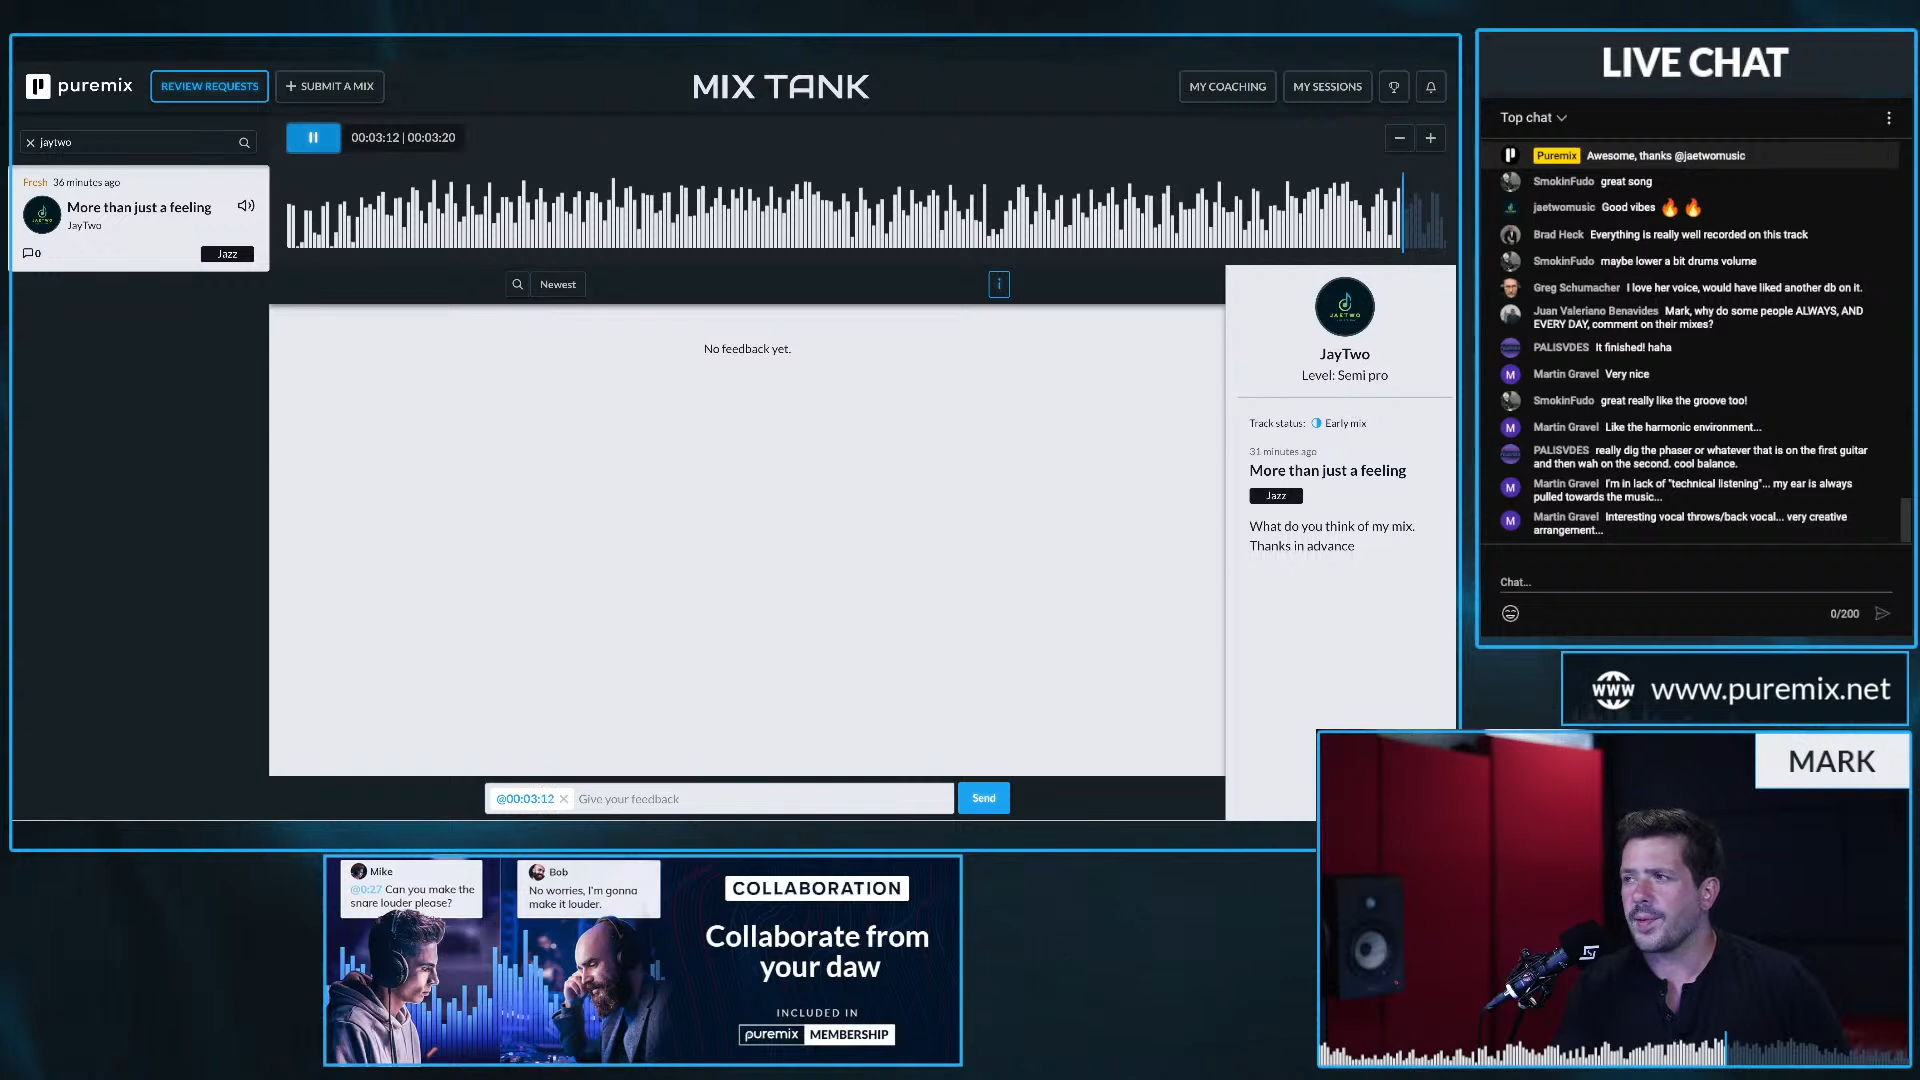 puremix
REVIEW REQUESTS
+ SUBMIT A MIX
MIX TANK
MY COACHING
MY SESSIONS
jaytwo
00:03:12 | 00:03:20
Fresh 36 minutes ago
More than just a feeling
JayTwo
0
Jazz
Newest
No feedback yet.
@00:03:12 × Give your feedback
Send
JAETWO
JayTwo
Level: Semi pro
Track status: Early mix
31 minutes ago
More than just a feeling
Jazz
What do you think of my mix.
Thanks in advance
LIVE CHAT
Top chat
Puremix Awesome, thanks @jaetwomusic
SmokinFudo great song
jaetwomusic Good vibes 🔥 🔥
Brad Heck Everything is really well recorded on this track
SmokinFudo maybe lower a bit drums volume
Greg Schumacher I love her voice, would have liked another db on it.
Juan Valeriano Benavides Mark, why do some people ALWAYS, AND
EVERY DAY, comment on their mixes?
PALISVDES It finished! haha
M Martin Gravel Very nice
SmokinFudo great really like the groove too!
M Martin Gravel Like the harmonic environment...
PALISVDES really dig the phaser or whatever that is on the first guitar
and then wah on the second. cool balance.
M Martin Gravel I'm in lack of "technical listening"... my ear is always
pulled towards the music...
M Martin Gravel Interesting vocal throws/back vocal... very creative
arrangement...
Chat...
0/200
WWW www.puremix.net
MARK
Mike
@0:27 Can you make the
snare louder please?
Bob
No worries, I'm gonna
make it louder.
COLLABORATION
Collaborate from
your daw
INCLUDED IN
puremix MEMBERSHIP